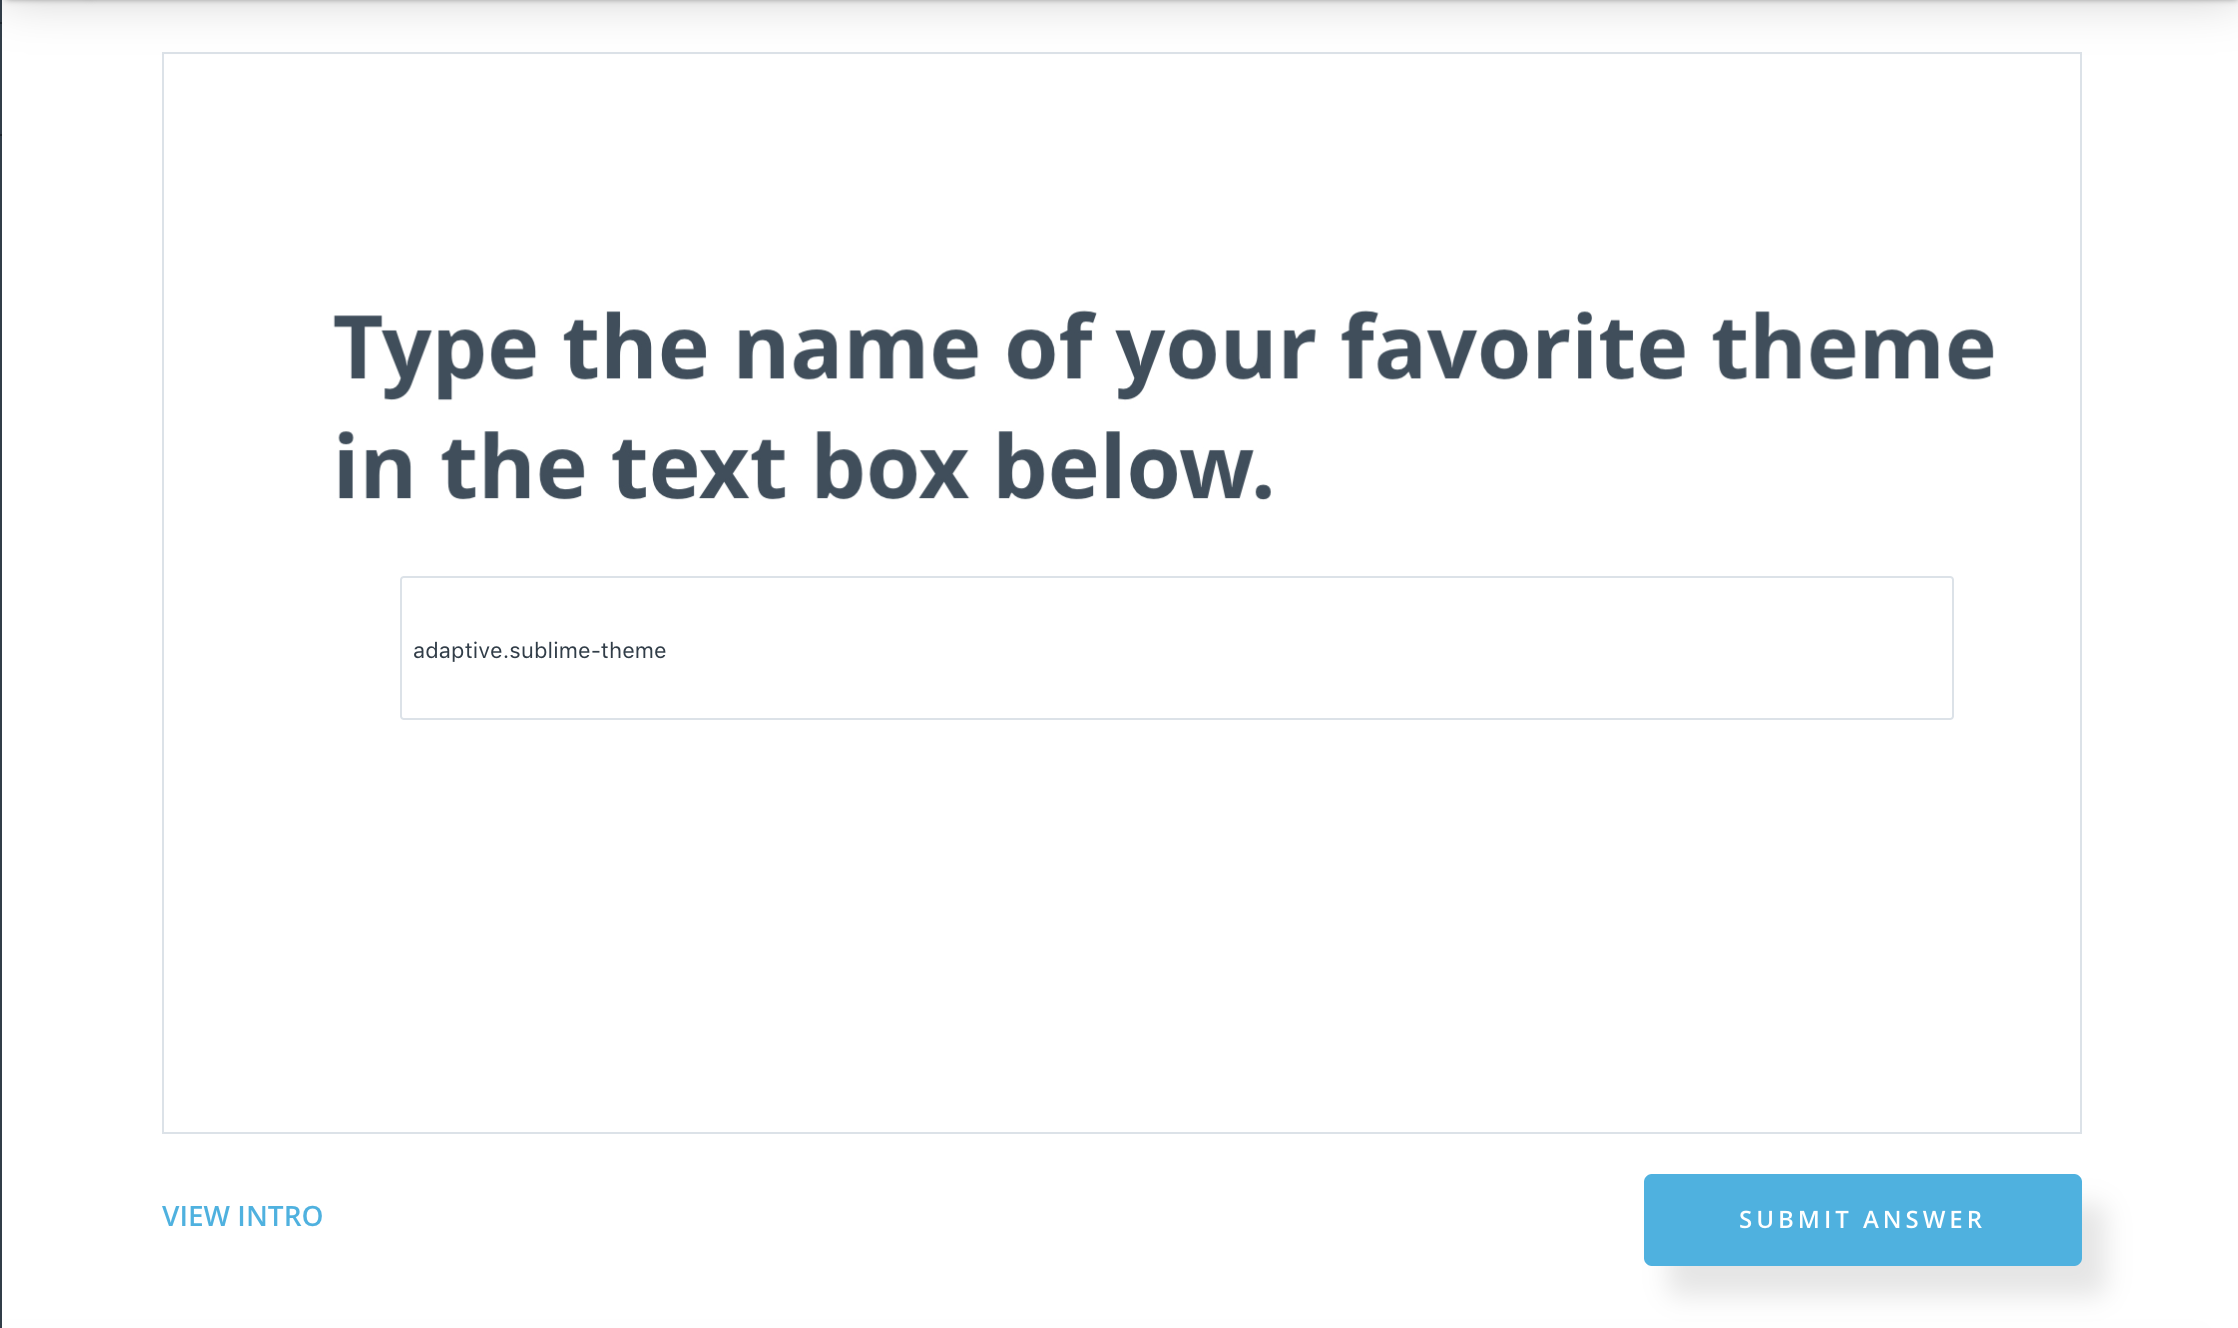 Type the name of your favorite theme
in the text box below.
adaptive.sublime-theme
VIEW INTRO
SUBMIT ANSWER